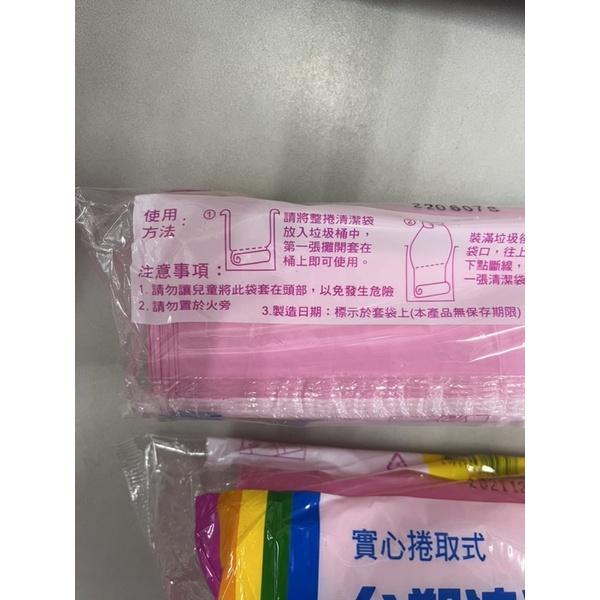 220607S
使用
方法：
①
請將整捲清潔袋
放入垃圾桶中，
第一張攤開套在
桶上即可使用。
②
裝滿垃圾後
袋口，往上
下點斷線，
一張清潔袋
注意事項：
1. 請勿讓兒童將此袋套在頭部，以免發生危險
2. 請勿置於火旁
3.製造日期：標示於套袋上(本產品無保存期限)
202112
實心捲取式